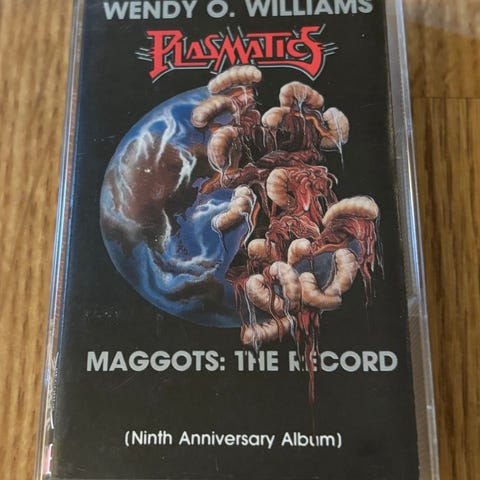 WENDY O. WILLIAMS
PLASMATICS
MAGGOTS: THE RECORD
(Ninth Anniversary Album)